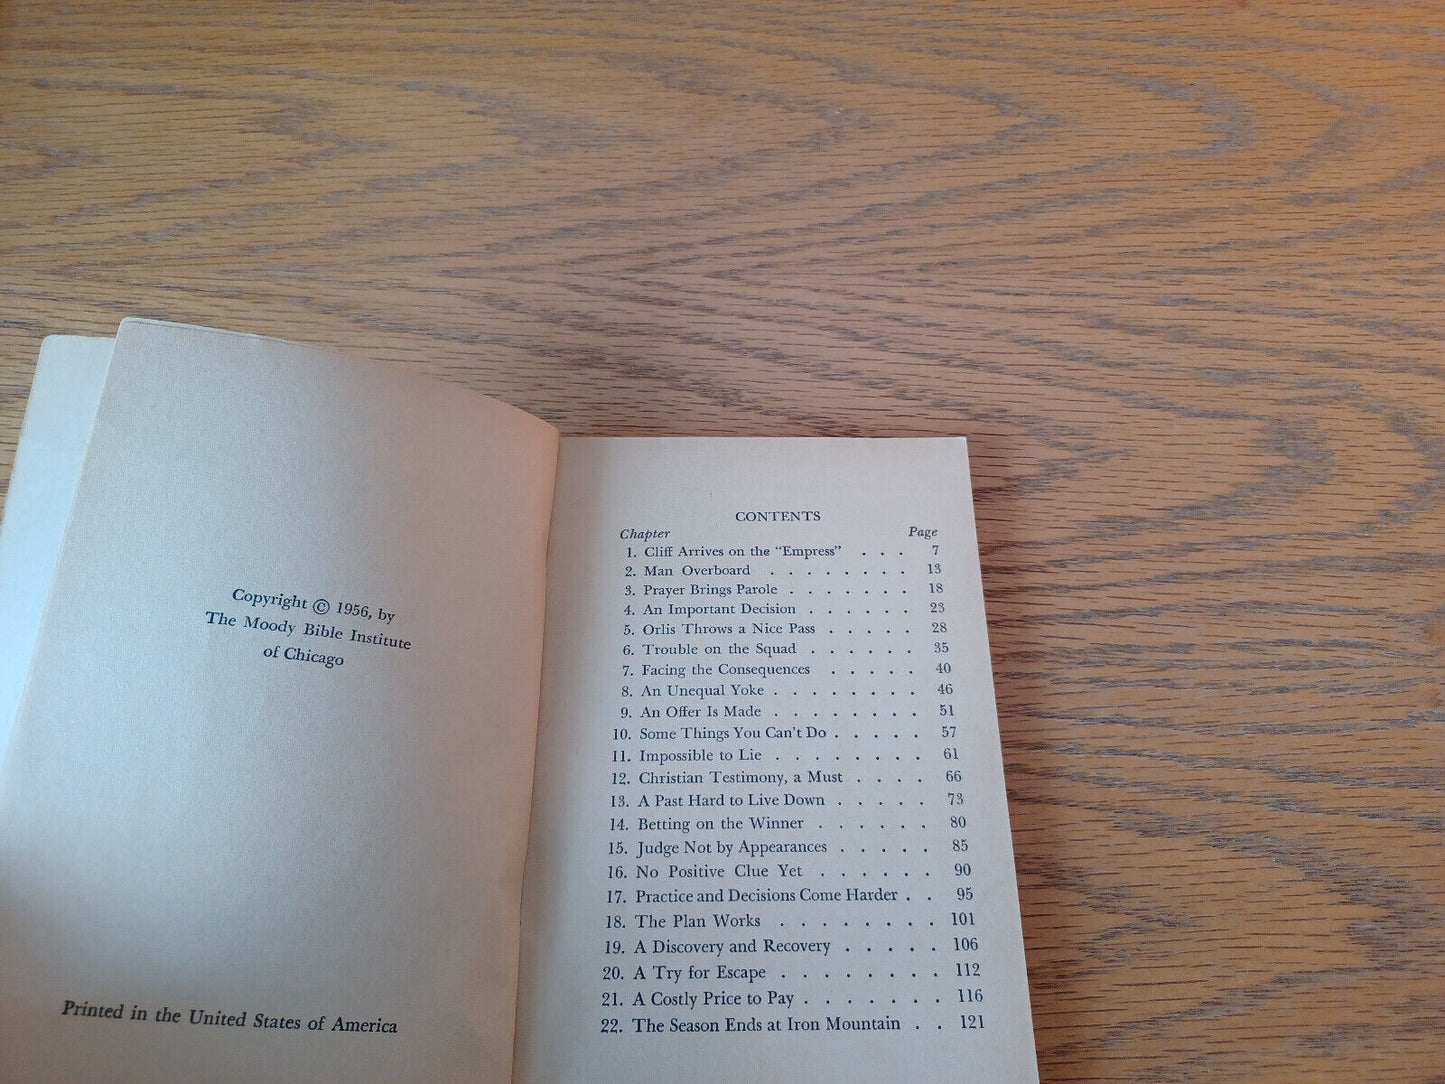 Copyright © 1956, by
The Moody Bible Institute
of Chicago
Printed in the United States of America
CONTENTS
Chapter Page
1. Cliff Arrives on the "Empress" . . . 7
2. Man Overboard . . . . . . . . 13
3. Prayer Brings Parole . . . . . . . 18
4. An Important Decision . . . . . 23
5. Orlis Throws a Nice Pass . . . . . 28
6. Trouble on the Squad . . . . . . 35
7. Facing the Consequences . . . . . 40
8. An Unequal Yoke . . . . . . . . 46
9. An Offer Is Made . . . . . . . . 51
10. Some Things You Can't Do . . . . . 57
11. Impossible to Lie . . . . . . . . 61
12. Christian Testimony, a Must . . . . 66
13. A Past Hard to Live Down . . . . . 73
14. Betting on the Winner . . . . . . 80
15. Judge Not by Appearances . . . . . 85
16. No Positive Clue Yet . . . . . . 90
17. Practice and Decisions Come Harder . . 95
18. The Plan Works . . . . . . . . 101
19. A Discovery and Recovery . . . . . 106
20. A Try for Escape . . . . . . . . 112
21. A Costly Price to Pay . . . . . . . 116
22. The Season Ends at Iron Mountain . . 121